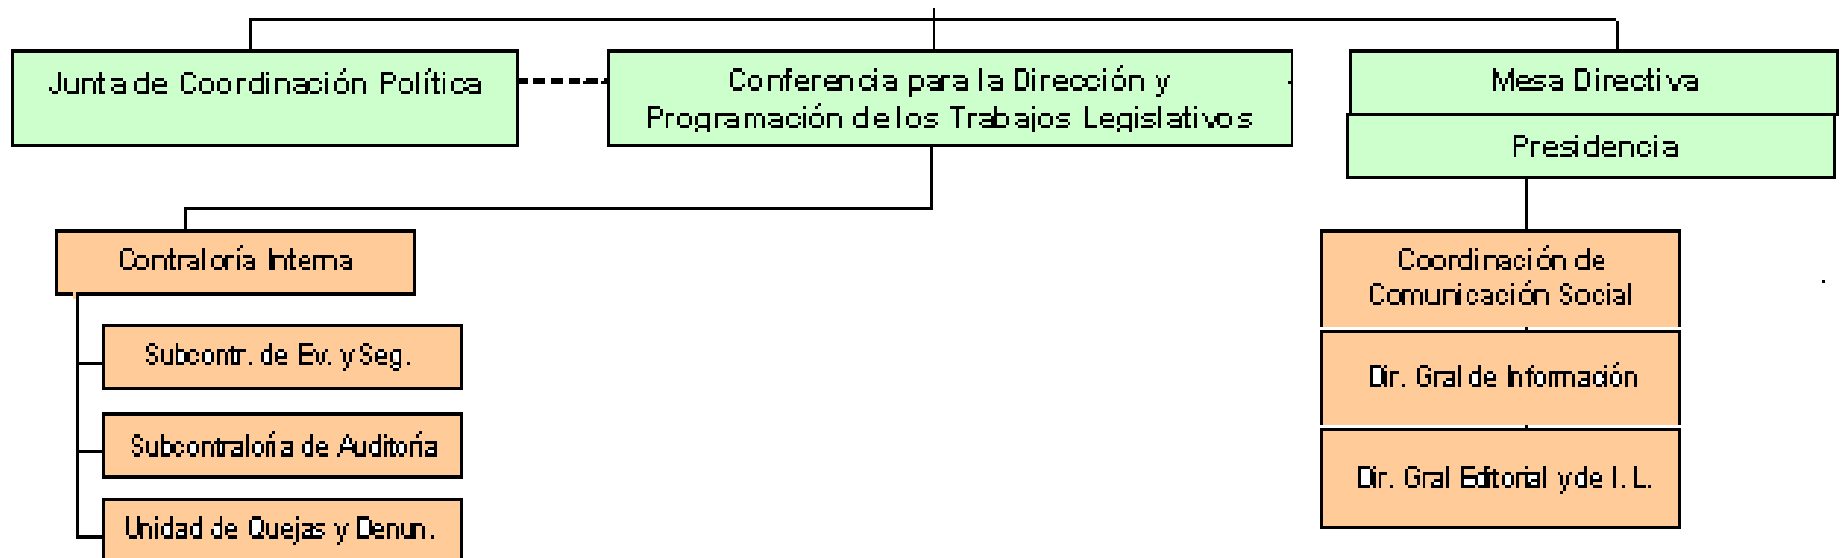 Junta de Coordinación Política
Conferencia para la Dirección y
Programación de los Trabajos Legislativos
Mesa Directiva
Presidencia
Contraloría Interna
Subcontr. de Ev. y Seg.
Subcontraloría de Auditoría
Unidad de Quejas y Denun.
Coordinación de
Comunicación Social
Dir. Gral de Información
Dir. Gral Editorial y de I. L.